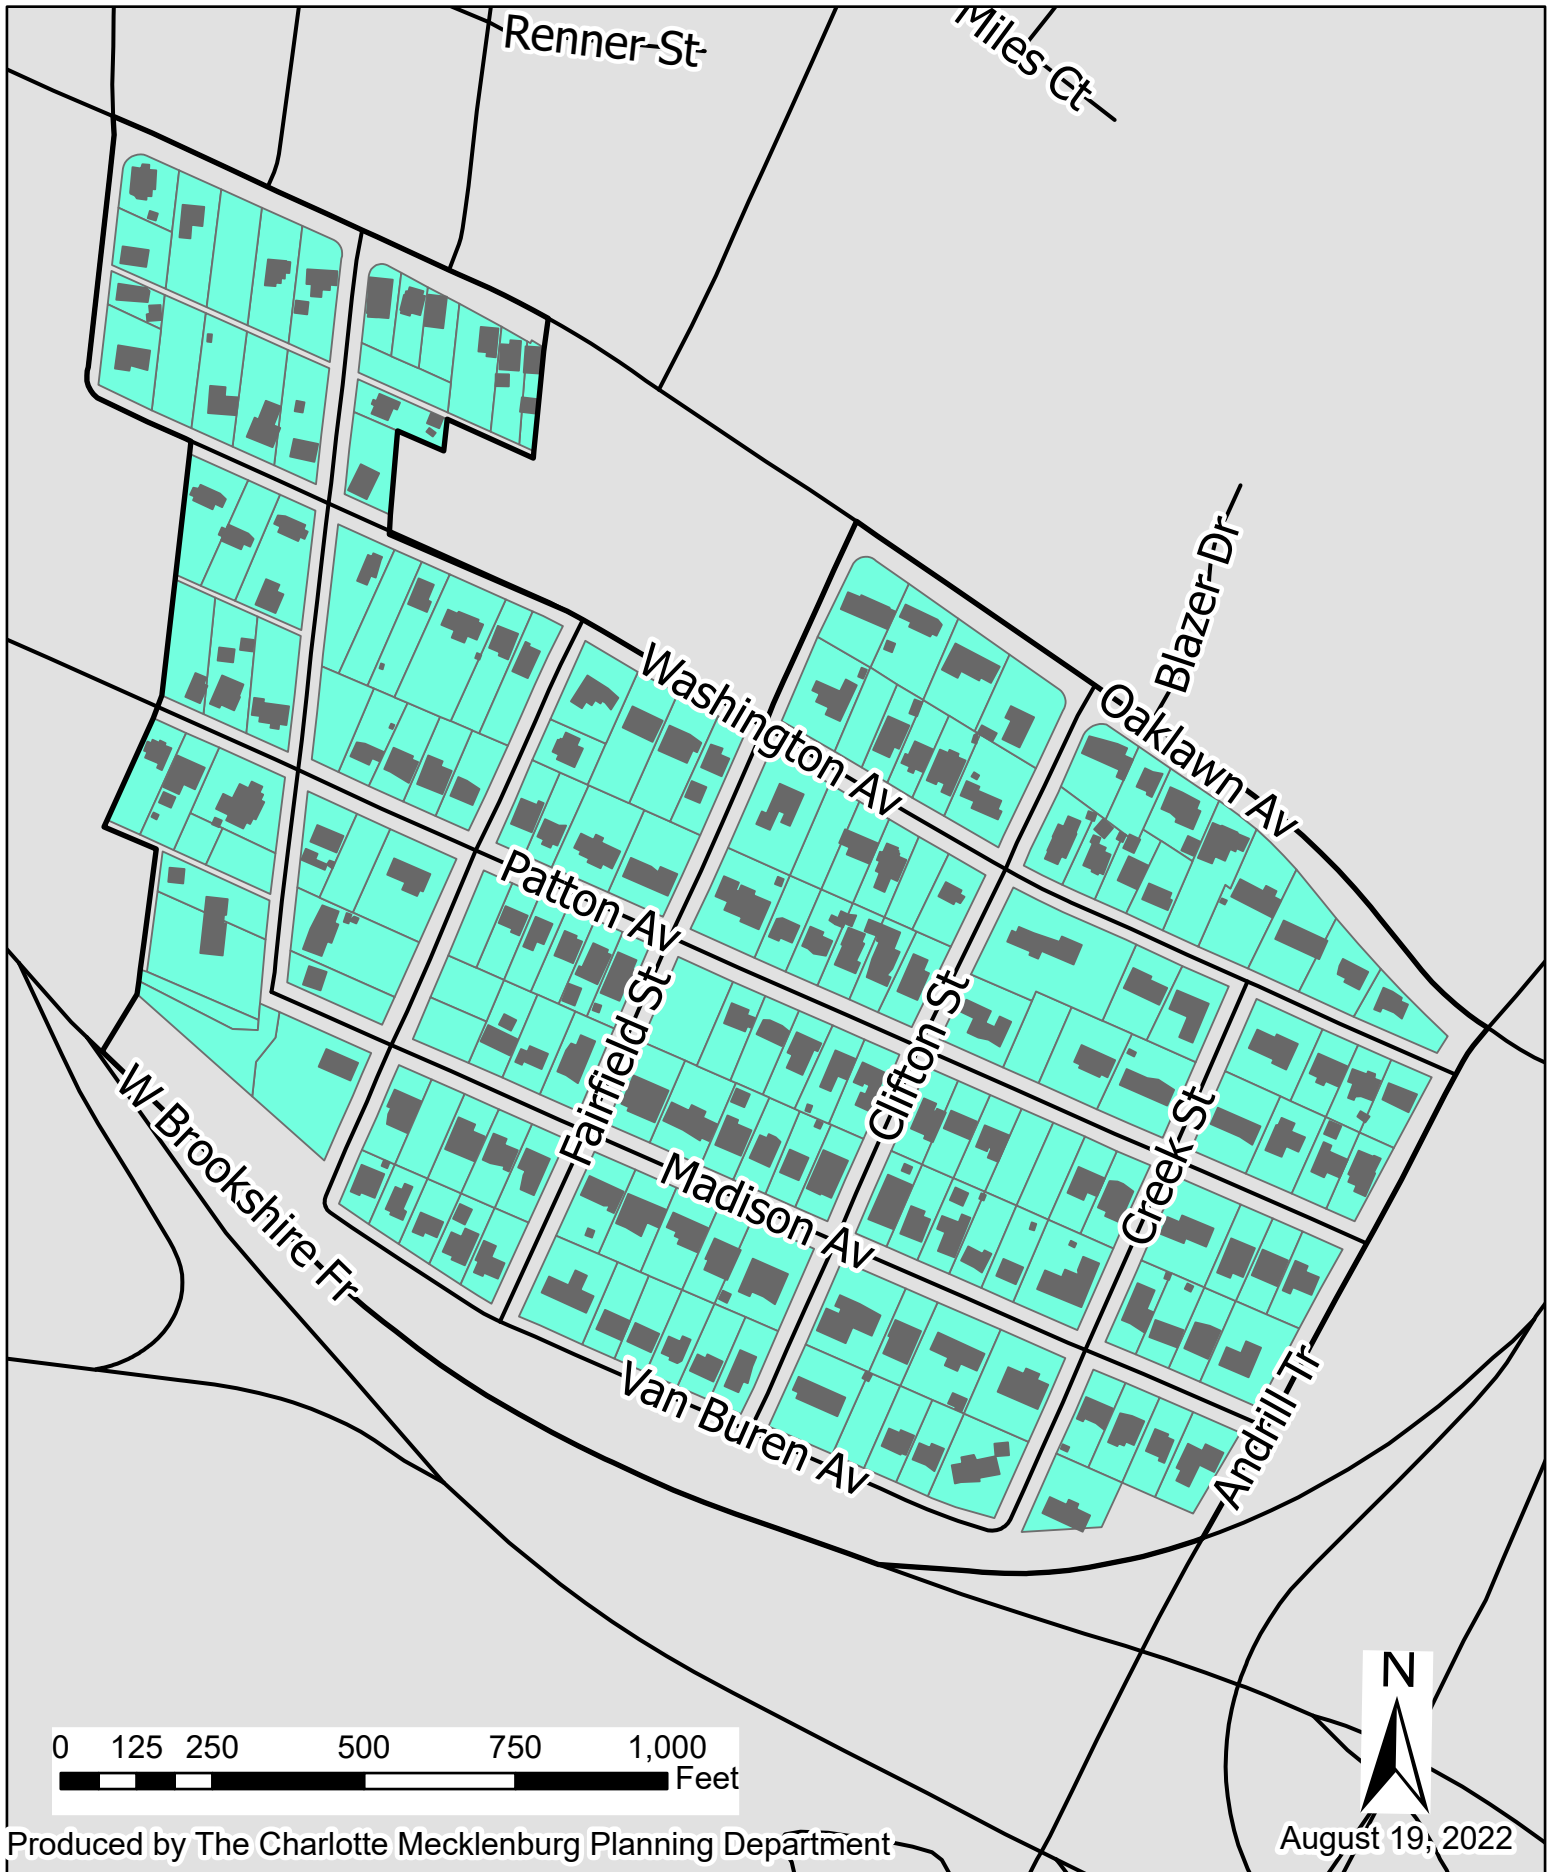 Renner St
Miles Ct
Blazer Dr
Oaklawn Av
Washington Av
Patton Av
Fairfield St
Clifton St
Creek St
W Brookshire Fr
Madison Av
Van Buren Av
Andrill Tr
N
0 125 250 500 750 1,000
Feet
Produced by The Charlotte Mecklenburg Planning Department
August 19, 2022